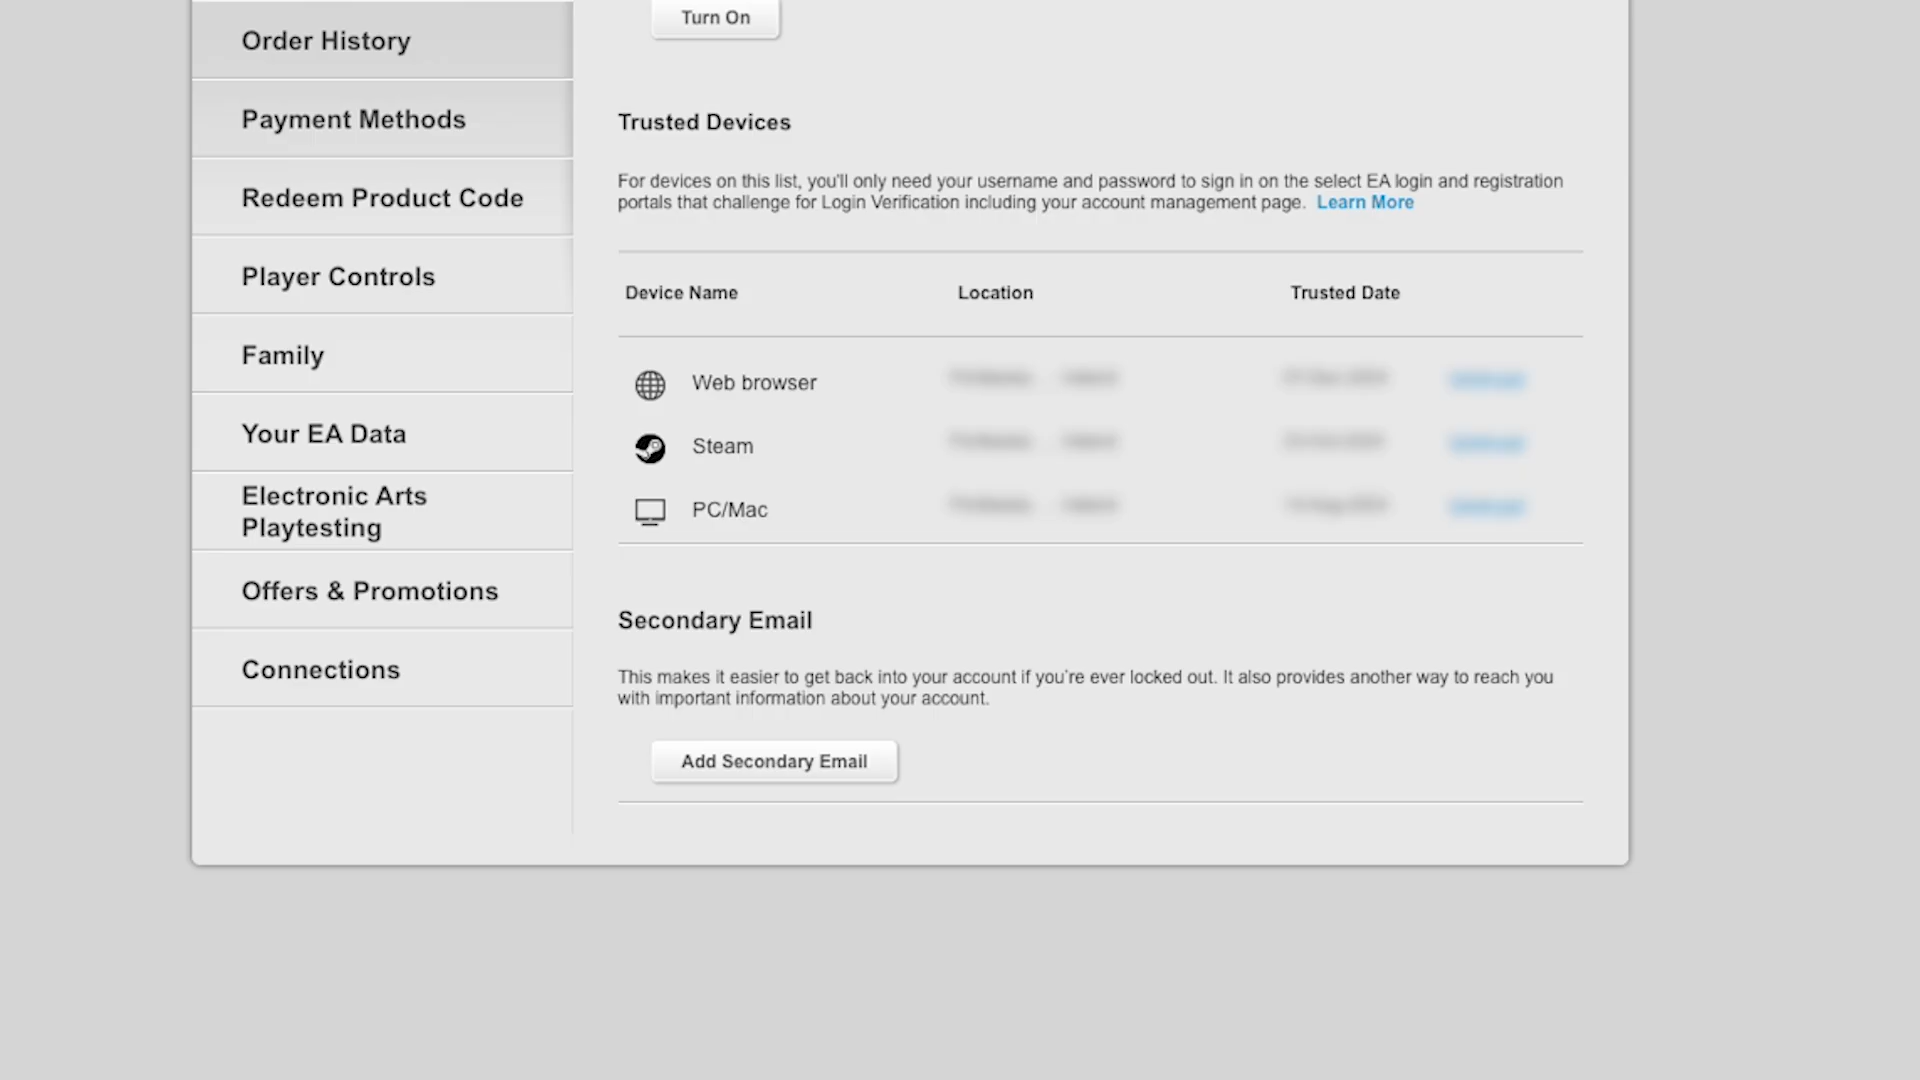 Order History
Payment Methods
Redeem Product Code
Player Controls
Family
Your EA Data
Electronic Arts
Playtesting
Offers & Promotions
Connections
Turn On
Trusted Devices
For devices on this list, you'll only need your username and password to sign in on the select EA login and registration
portals that challenge for Login Verification including your account management page. Learn More
Device Name Location Trusted Date
Web browser
Steam
PC/Mac
Secondary Email
This makes it easier to get back into your account if you're ever locked out. It also provides another way to reach you
with important information about your account.
Add Secondary Email